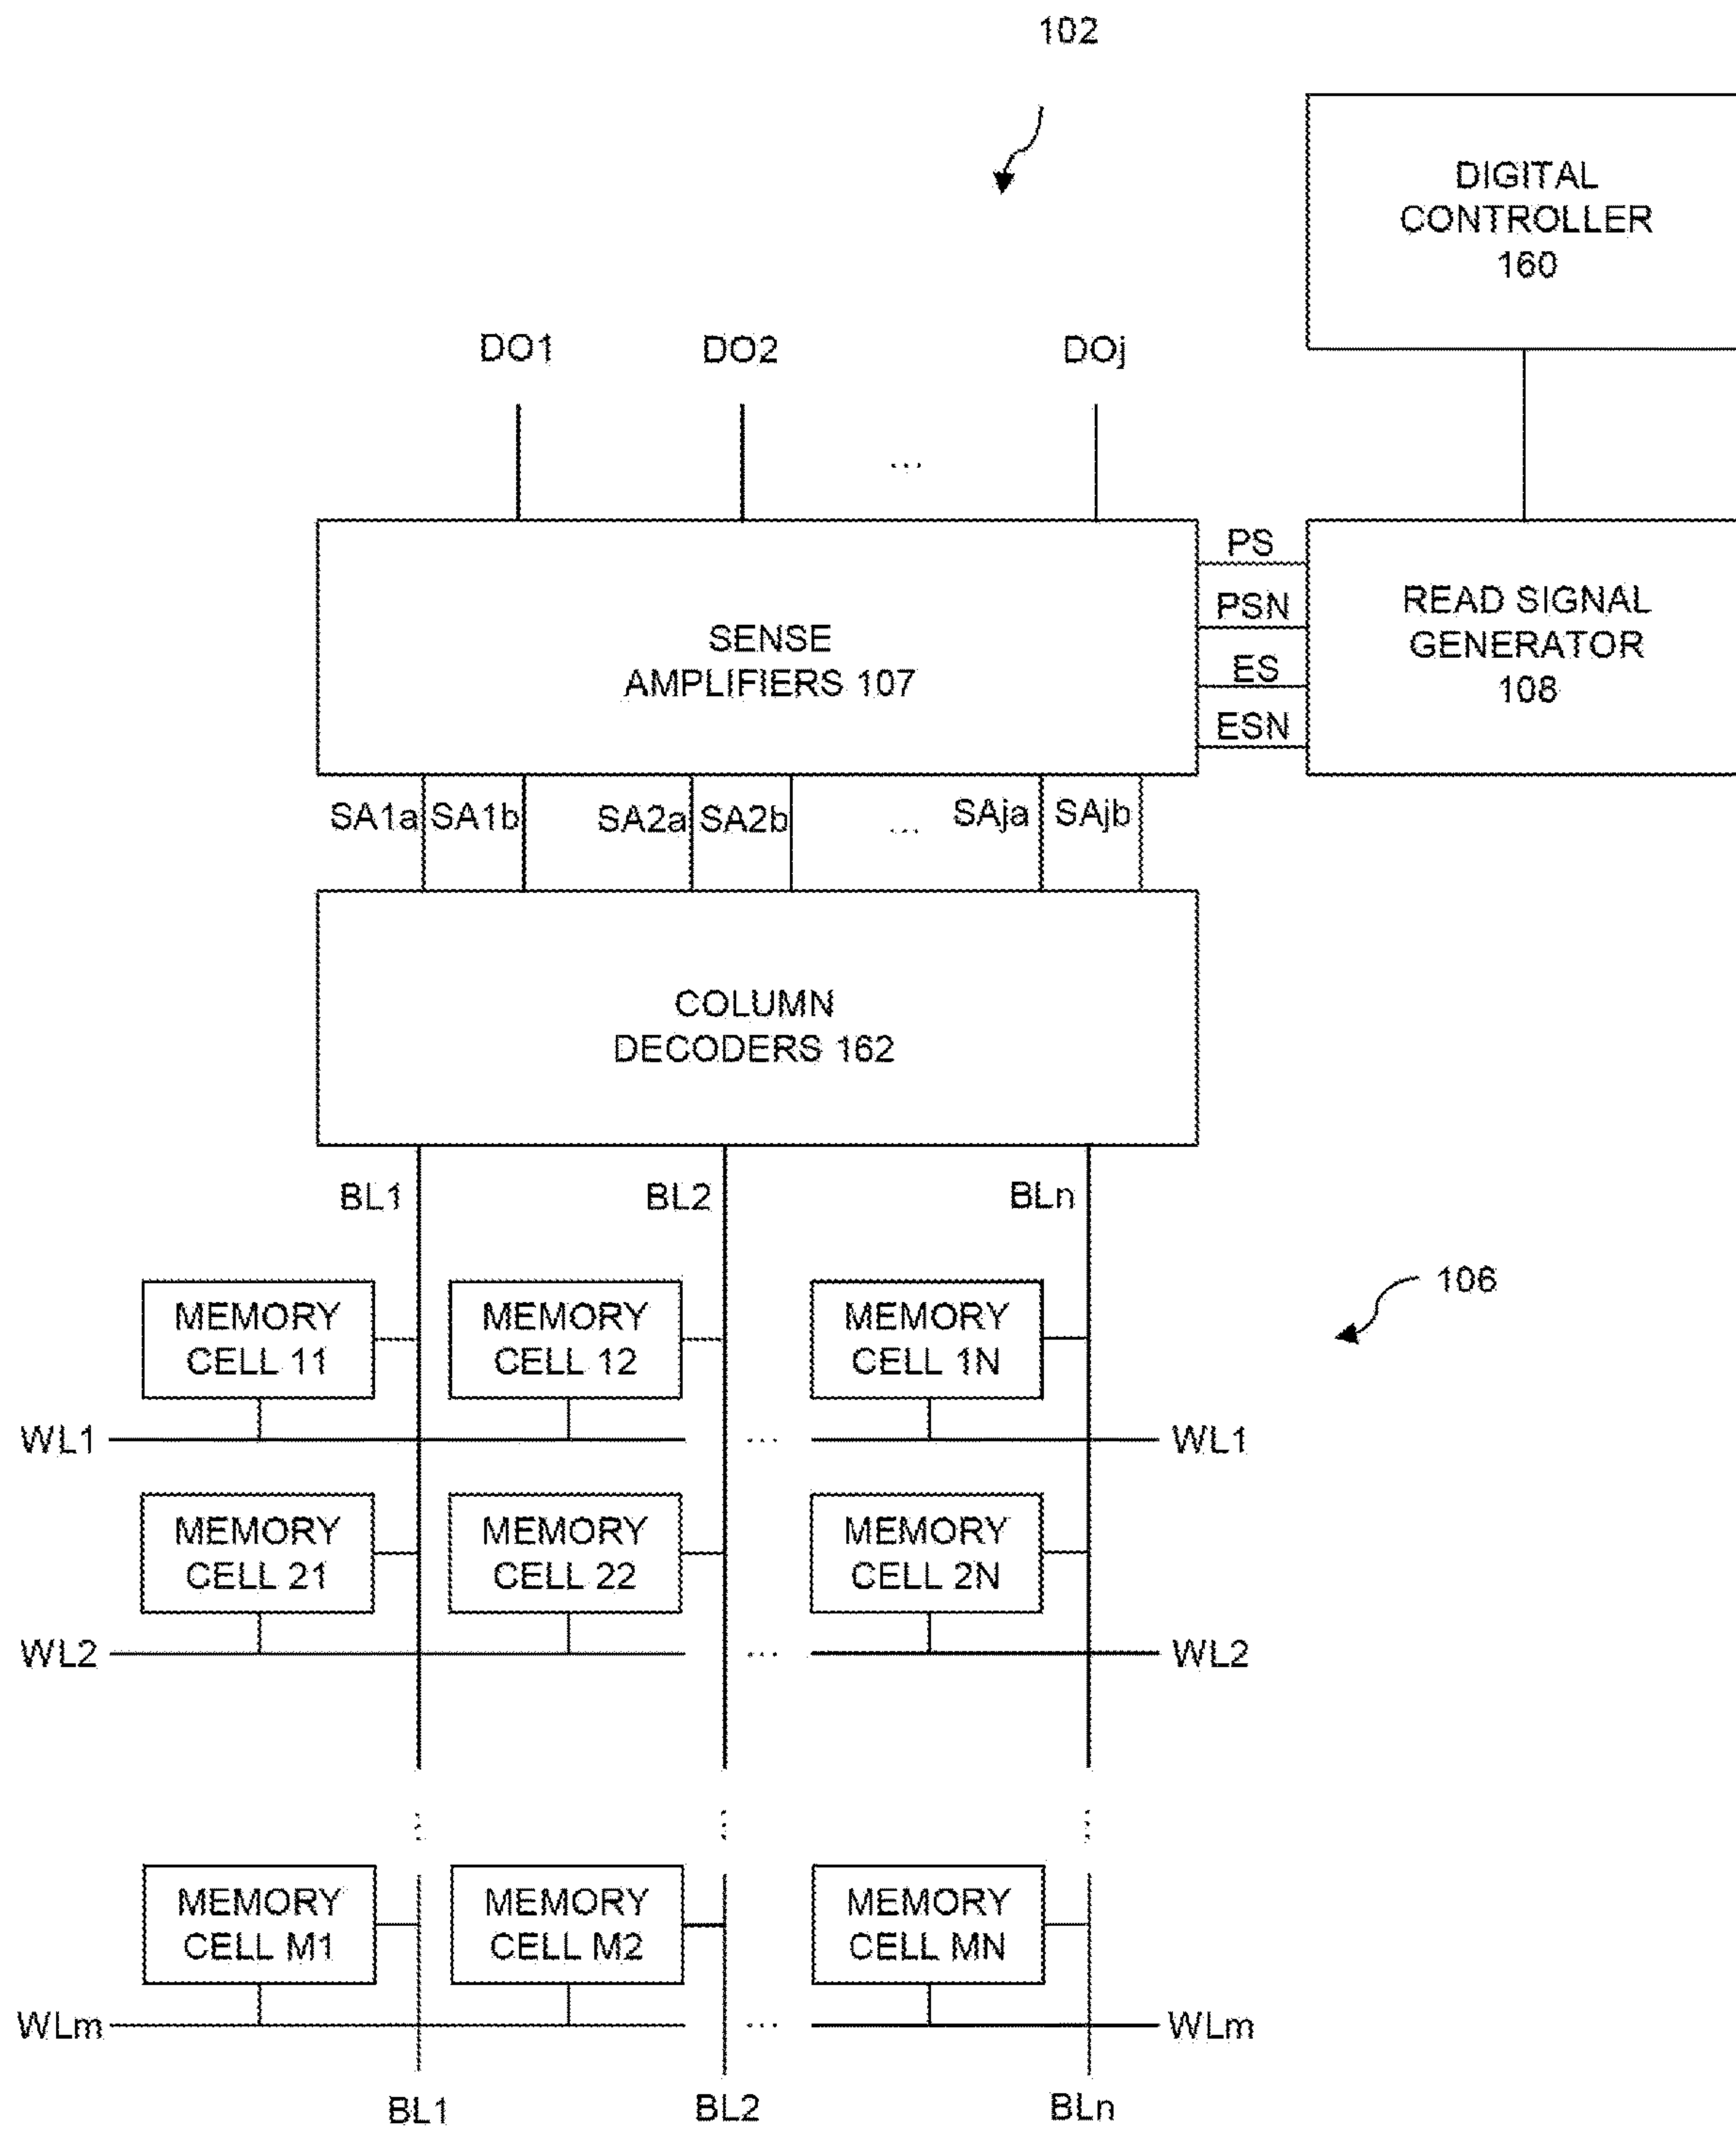 102
DIGITAL
CONTROLLER
160
DO1 DO2 ... DOj
SENSE
AMPLIFIERS 107
PS
PSN
ES
ESN
READ SIGNAL
GENERATOR
108
SA1a SA1b SA2a SA2b ... SAja SAjb
COLUMN
DECODERS 162
BL1 BL2 BLn
106
MEMORY
CELL 11
MEMORY
CELL 12
MEMORY
CELL 1N
WL1 ... WL1
MEMORY
CELL 21
MEMORY
CELL 22
MEMORY
CELL 2N
WL2 ... WL2
MEMORY
CELL M1
MEMORY
CELL M2
MEMORY
CELL MN
WLm ... WLm
BL1 BL2 BLn